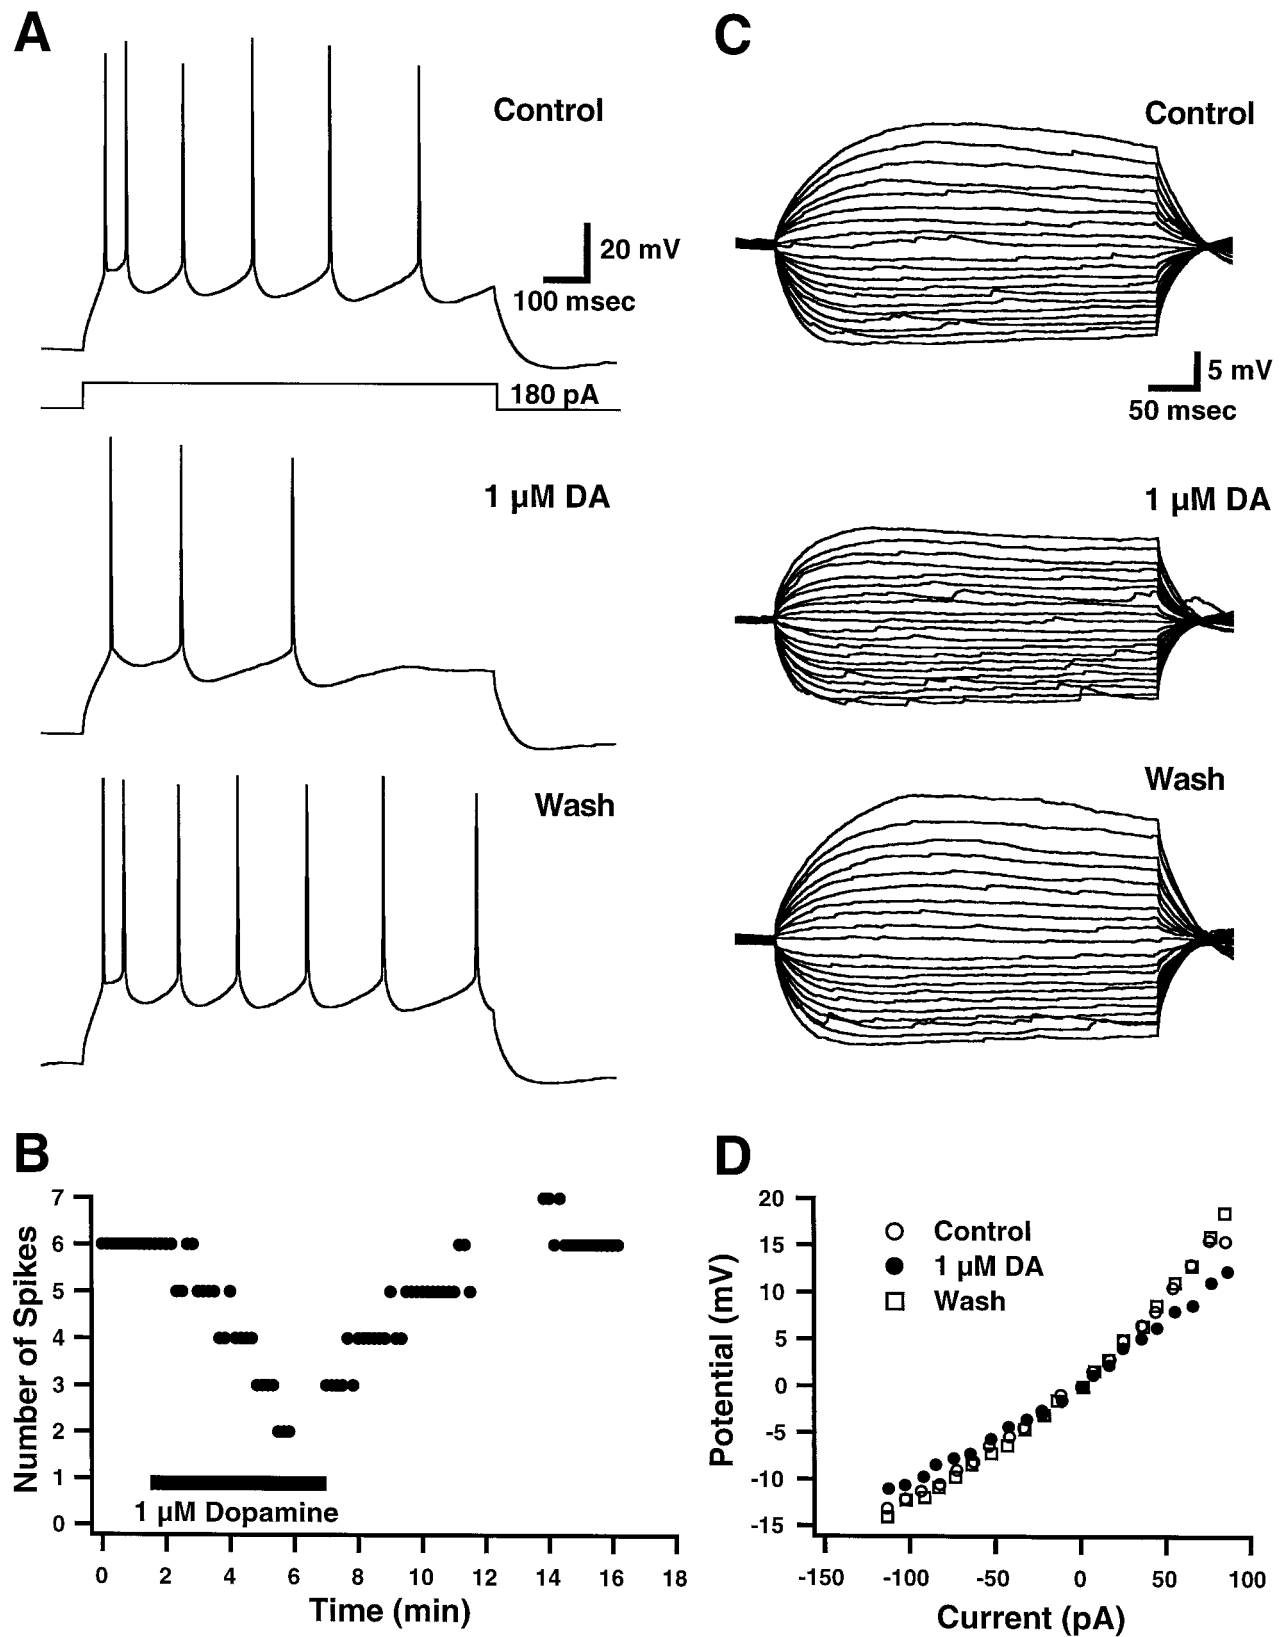 A
Control
20 mV
100 msec
180 pA
1 µM DA
Wash
C
Control
5 mV
50 msec
1 µM DA
Wash
B
Number of Spikes
7
6
5
4
3
2
1
0
1 µM Dopamine
0 2 4 6 8 10 12 14 16 18
Time (min)
D
Potential (mV)
20
15
10
5
0
-5
-10
-15
Control
1 µM DA
Wash
-150 -100 -50 0 50 100
Current (pA)